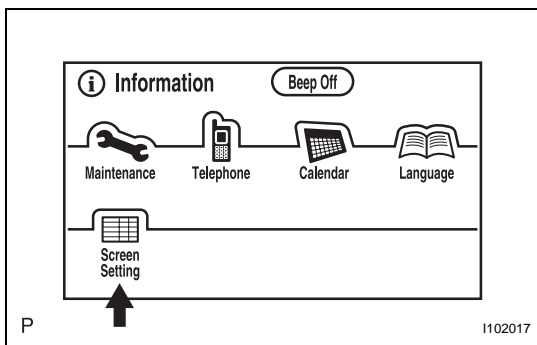 i Information Beep Off
Maintenance Telephone Calendar Language
Screen
Setting
P I102017